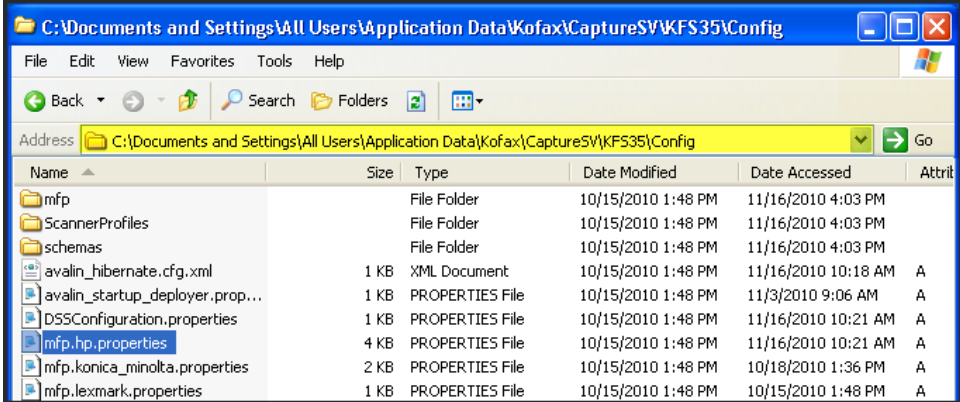 C:\Documents and Settings\All Users\Application Data\Kofax\CaptureSV\KFS35\Config
File Edit View Favorites Tools Help
Back Search Folders
Address C:\Documents and Settings\All Users\Application Data\Kofax\CaptureSV\KFS35\Config Go
Name Size Type Date Modified Date Accessed Attrib
mfp File Folder 10/15/2010 1:48 PM 11/16/2010 4:03 PM
ScannerProfiles File Folder 10/15/2010 1:48 PM 11/16/2010 4:03 PM
schemas File Folder 10/15/2010 1:48 PM 11/16/2010 4:03 PM
avalin_hibernate.cfg.xml 1 KB XML Document 10/15/2010 1:48 PM 11/16/2010 10:18 AM A
avalin_startup_deployer.prop... 1 KB PROPERTIES File 10/15/2010 1:48 PM 11/3/2010 9:06 AM A
DSSConfiguration.properties 1 KB PROPERTIES File 10/15/2010 1:48 PM 11/16/2010 10:21 AM A
mfp.hp.properties 4 KB PROPERTIES File 10/15/2010 1:48 PM 11/16/2010 10:21 AM A
mfp.konica_minolta.properties 2 KB PROPERTIES File 10/15/2010 1:48 PM 10/18/2010 1:36 PM A
mfp.lexmark.properties 1 KB PROPERTIES File 10/15/2010 1:48 PM 10/15/2010 1:48 PM A